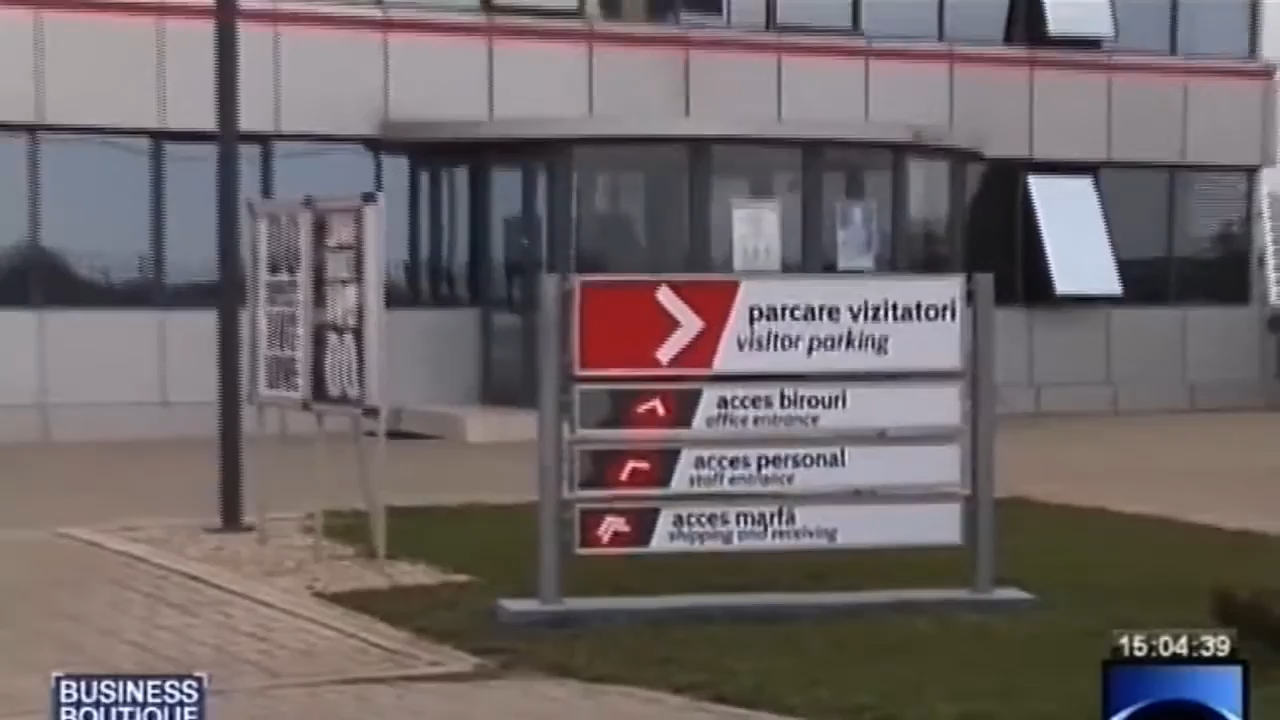 parcare vizitatori
visitor parking
acces birouri
office entrance
acces personal
staff entrance
acces marfă
shipping and receiving
15:04:39
BUSINESS
BOUTIQUE